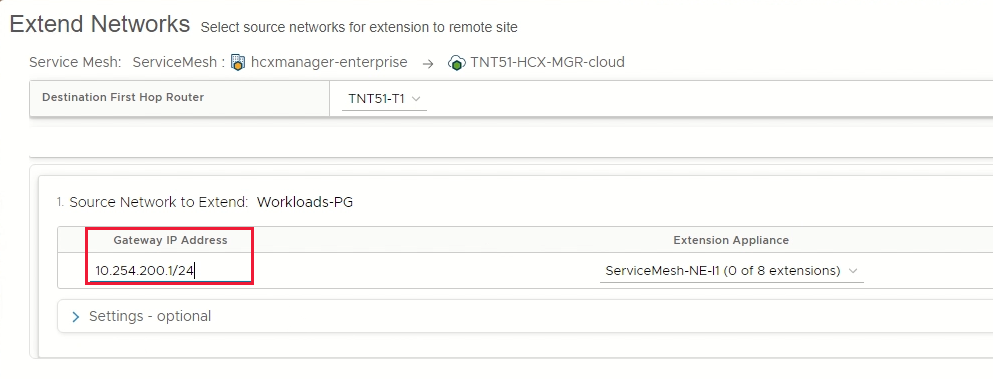 Extend Networks Select source networks for extension to remote site
Service Mesh: ServiceMesh : hcxmanager-enterprise → TNT51-HCX-MGR-cloud
Destination First Hop Router TNT51-T1
1. Source Network to Extend: Workloads-PG
Gateway IP Address Extension Appliance
10.254.200.1/24 ServiceMesh-NE-I1 (0 of 8 extensions)
Settings - optional